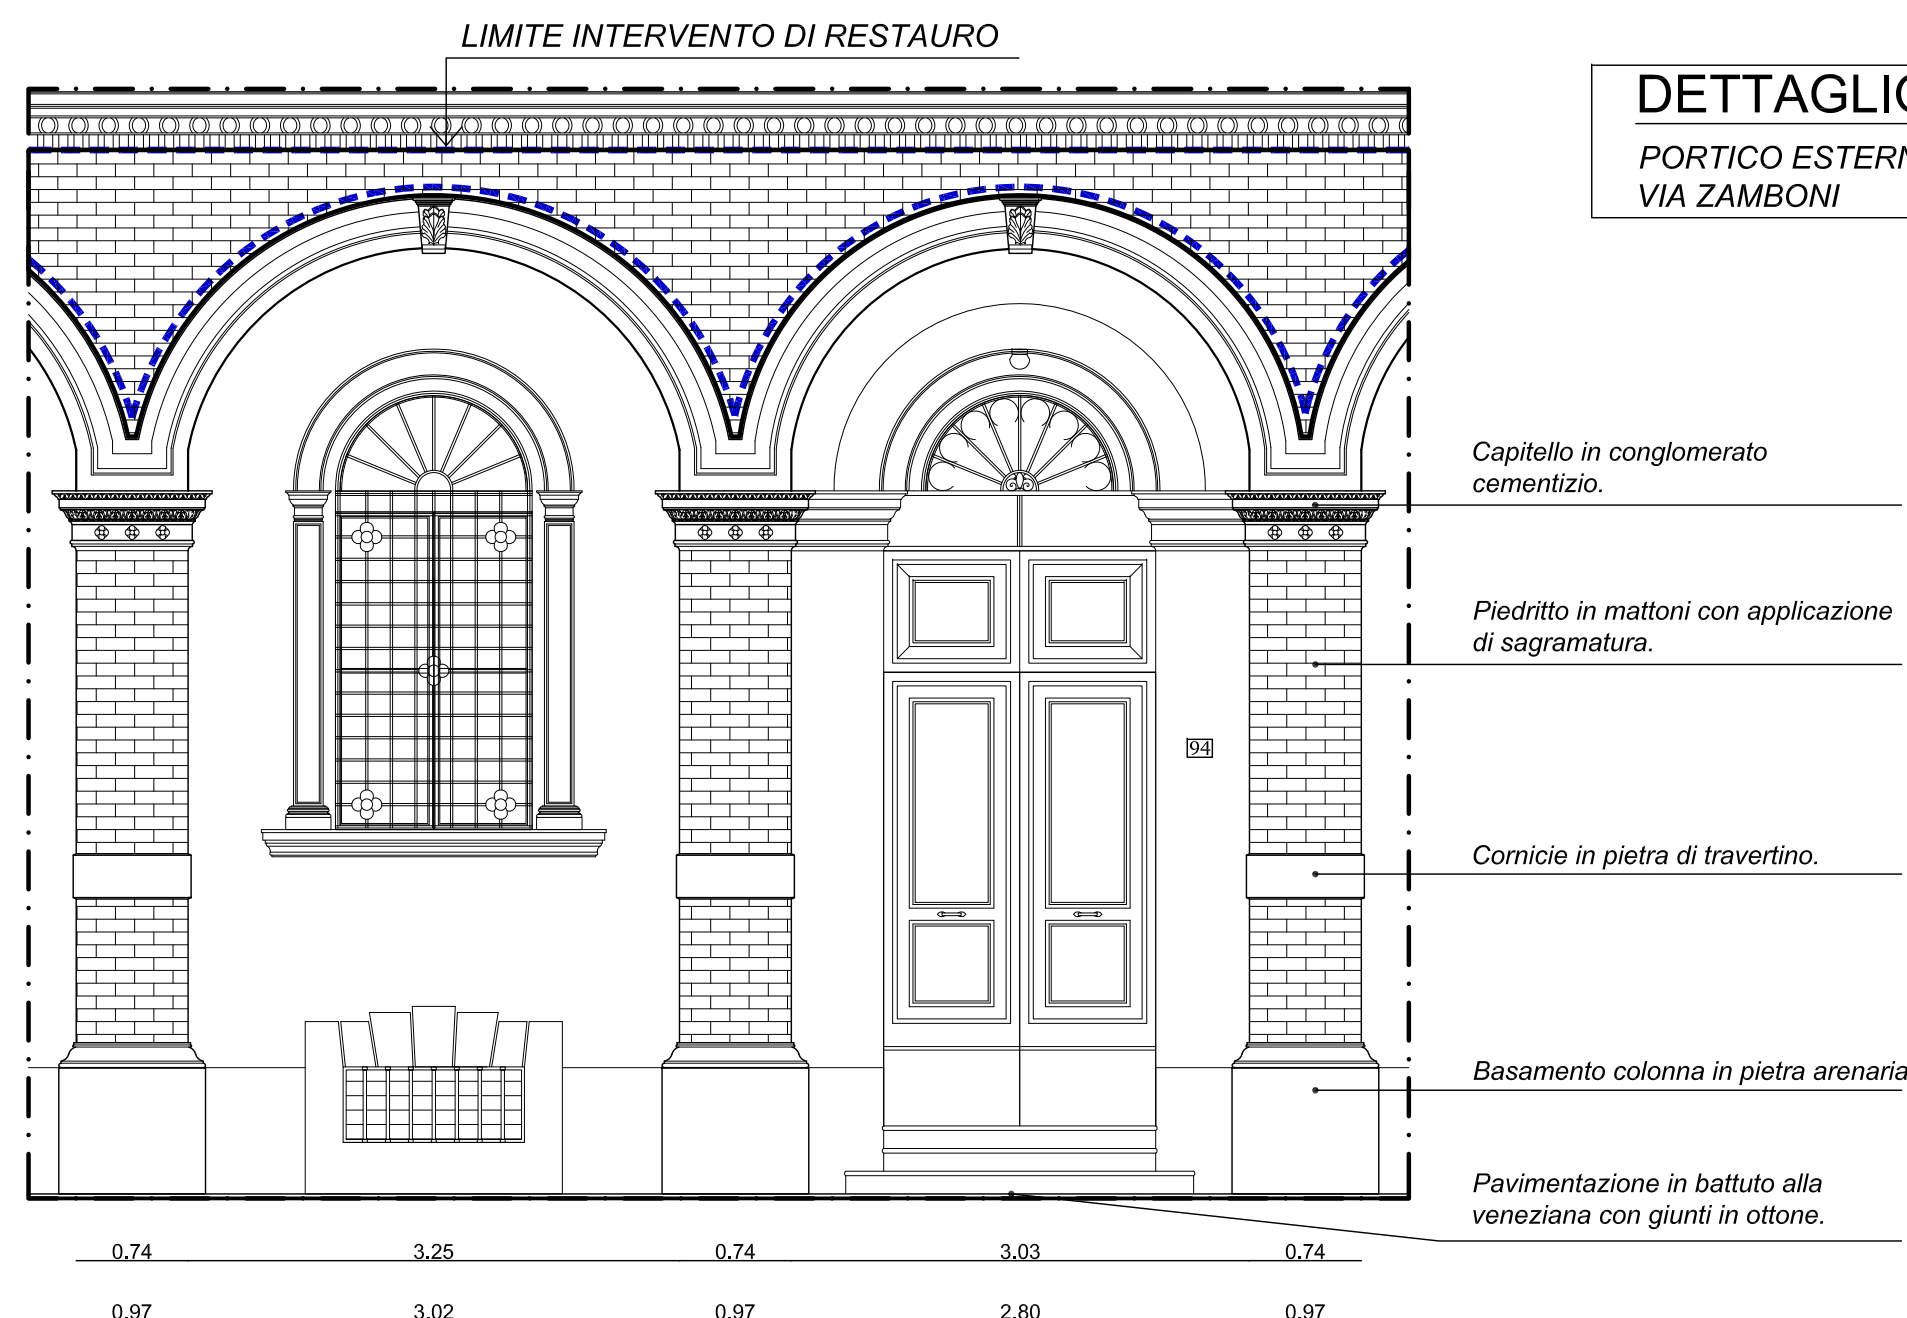 LIMITE INTERVENTO DI RESTAURO
DETTAGLIO
PORTICO ESTERN
VIA ZAMBONI
Capitello in conglomerato
cementizio.
Piedritto in mattoni con applicazione
di sagramatura.
94
Cornicie in pietra di travertino.
Basamento colonna in pietra arenaria
Pavimentazione in battuto alla
veneziana con giunti in ottone.
0.74 3.25 0.74 3.03 0.74
0.97 3.02 0.97 2.80 0.97